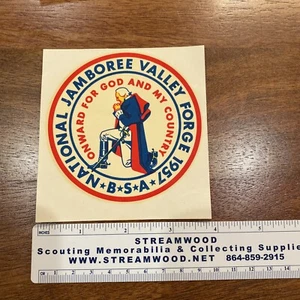 NATIONAL JAMBOREE VALLEY FORGE 1957
ONWARD FOR GOD AND MY COUNTRY
★B★S★A★
STREAMWOOD
Scouting Memorabilia & Collecting Supplie
WWW.STREAMWOOD.NET 864-859-2915